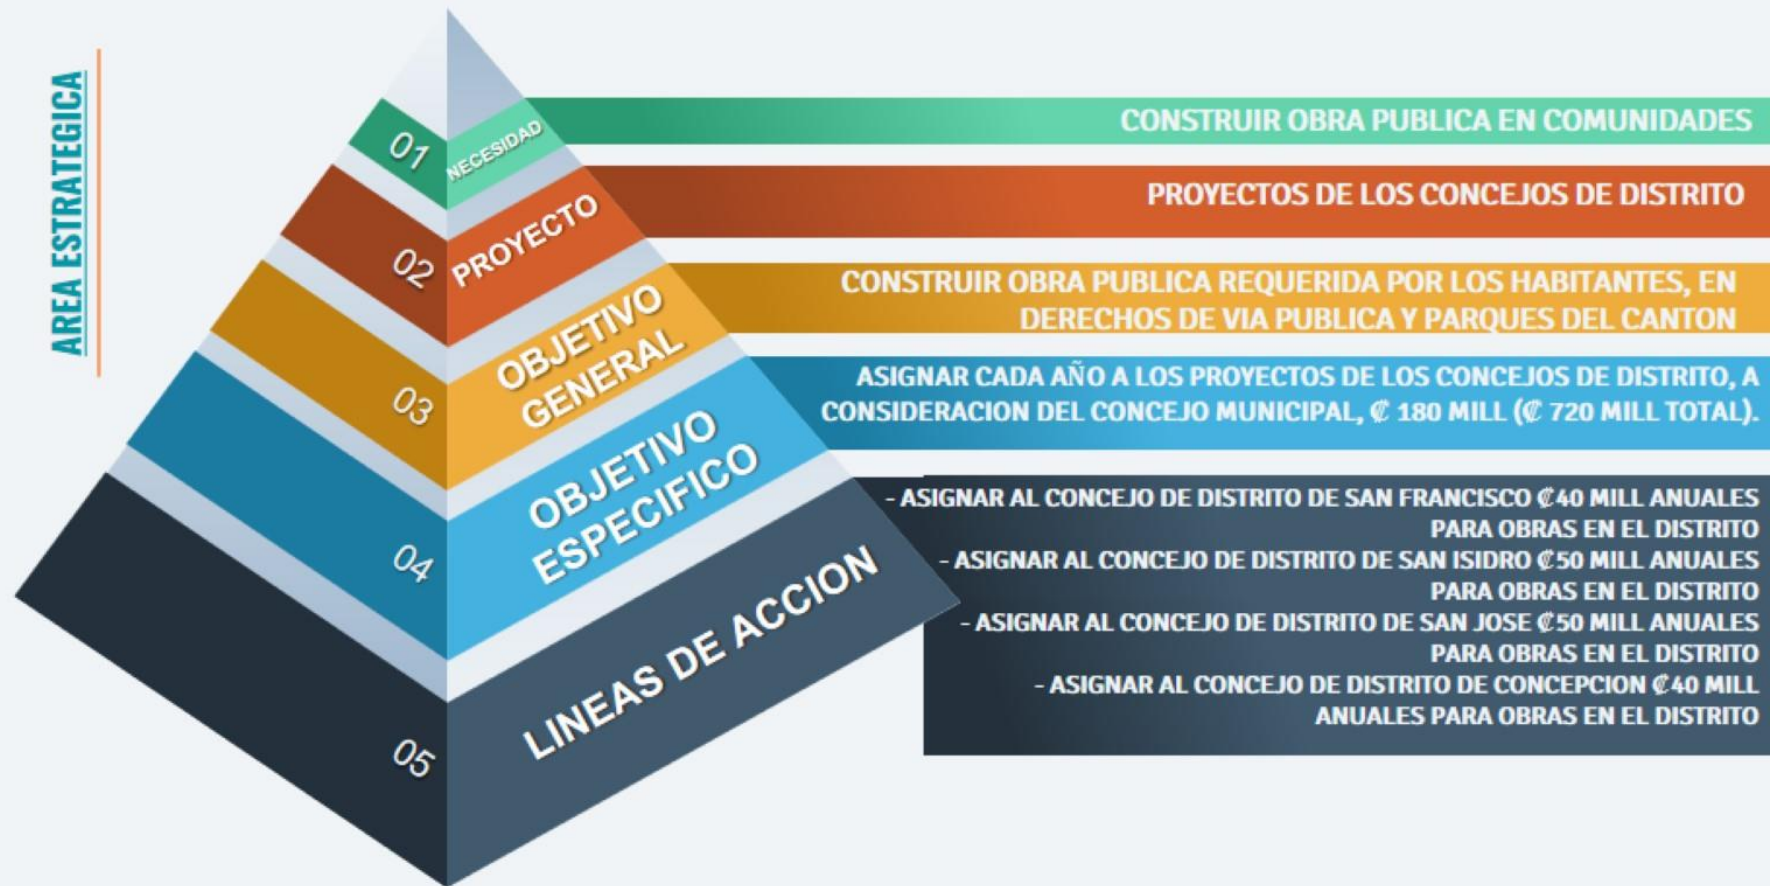 AREA ESTRATEGICA
01
NECESIDAD
CONSTRUIR OBRA PUBLICA EN COMUNIDADES
02
PROYECTO
PROYECTOS DE LOS CONCEJOS DE DISTRITO
03
OBJETIVO
GENERAL
CONSTRUIR OBRA PUBLICA REQUERIDA POR LOS HABITANTES, EN
DERECHOS DE VIA PUBLICA Y PARQUES DEL CANTON
04
OBJETIVO
ESPECIFICO
ASIGNAR CADA AÑO A LOS PROYECTOS DE LOS CONCEJOS DE DISTRITO, A
CONSIDERACION DEL CONCEJO MUNICIPAL, ₡ 180 MILL (₡ 720 MILL TOTAL).
05
LINEAS DE ACCION
- ASIGNAR AL CONCEJO DE DISTRITO DE SAN FRANCISCO ₡40 MILL ANUALES
PARA OBRAS EN EL DISTRITO
- ASIGNAR AL CONCEJO DE DISTRITO DE SAN ISIDRO ₡50 MILL ANUALES
PARA OBRAS EN EL DISTRITO
- ASIGNAR AL CONCEJO DE DISTRITO DE SAN JOSE ₡50 MILL ANUALES
PARA OBRAS EN EL DISTRITO
- ASIGNAR AL CONCEJO DE DISTRITO DE CONCEPCION ₡40 MILL
ANUALES PARA OBRAS EN EL DISTRITO